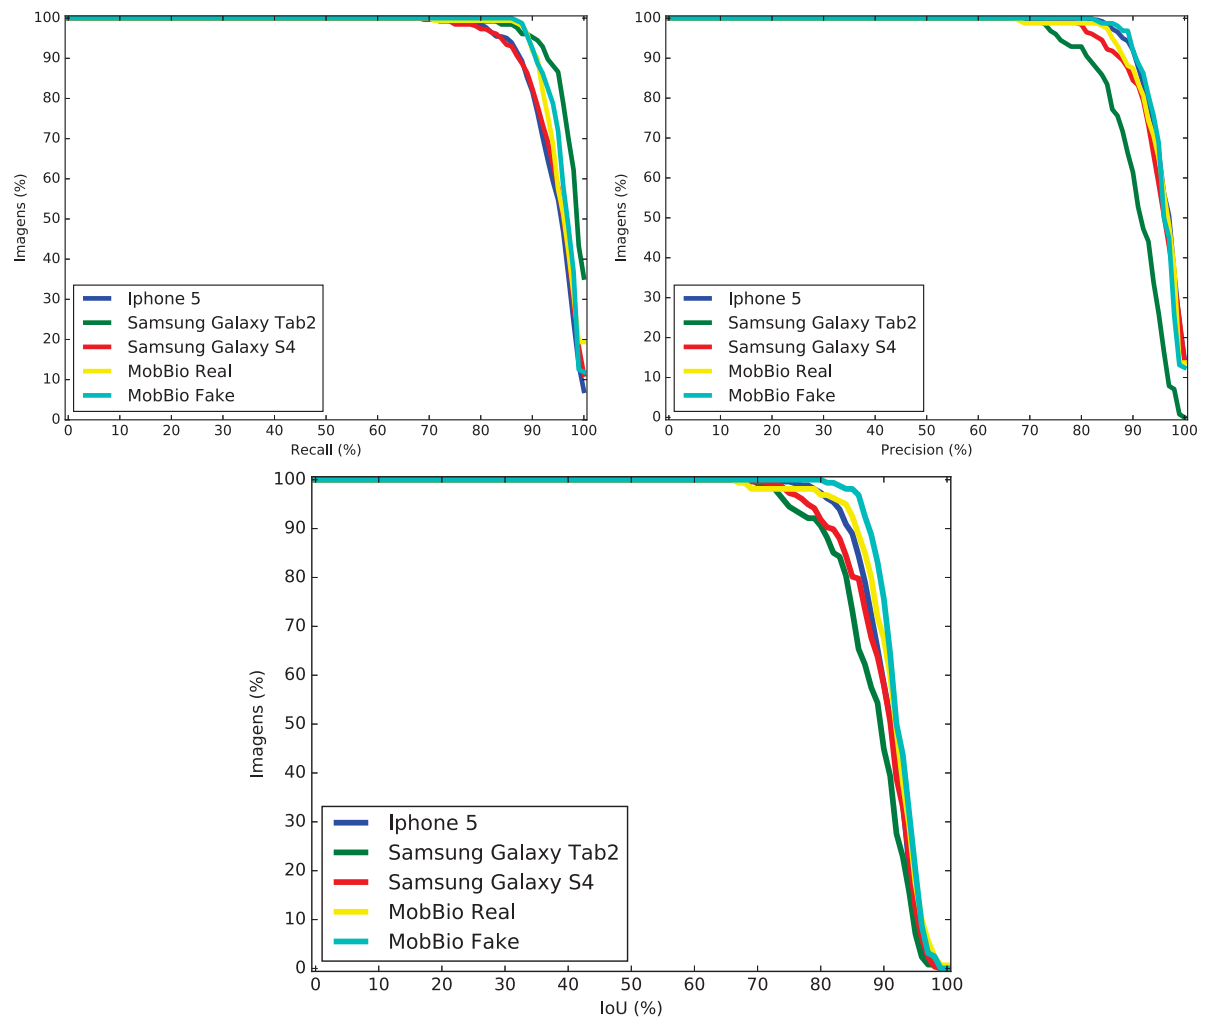 100
90
80
70
60
50
40
30
20
10
0
Imagens (%)
Iphone 5
Samsung Galaxy Tab2
Samsung Galaxy S4
MobBio Real
MobBio Fake
0 10 20 30 40 50 60 70 80 90 100
Recall (%)
100
90
80
70
60
50
40
30
20
10
0
Imagens (%)
Iphone 5
Samsung Galaxy Tab2
Samsung Galaxy S4
MobBio Real
MobBio Fake
0 10 20 30 40 50 60 70 80 90 100
Precision (%)
100
90
80
70
60
50
40
30
20
10
0
Imagens (%)
Iphone 5
Samsung Galaxy Tab2
Samsung Galaxy S4
MobBio Real
MobBio Fake
0 10 20 30 40 50 60 70 80 90 100
IoU (%)